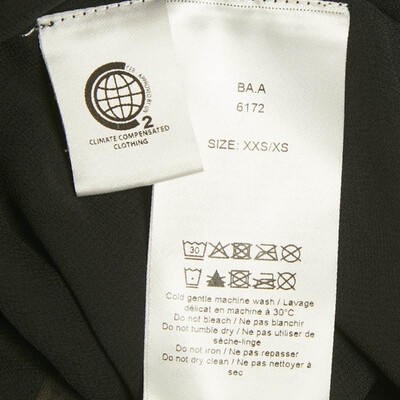 2
CLIMATE COMPENSATED
CLOTHING
BA.A
6172
SIZE: XXS/XS
30
Cold gentle machine wash / Lavage
délicat en machine à 30°C
Do not bleach / Ne pas blanchir
Do not tumble dry / Ne pas utiliser de
sèche-linge
Do not iron / Ne pas repasser
Do not dry clean / Ne pas nettoyer à
sec